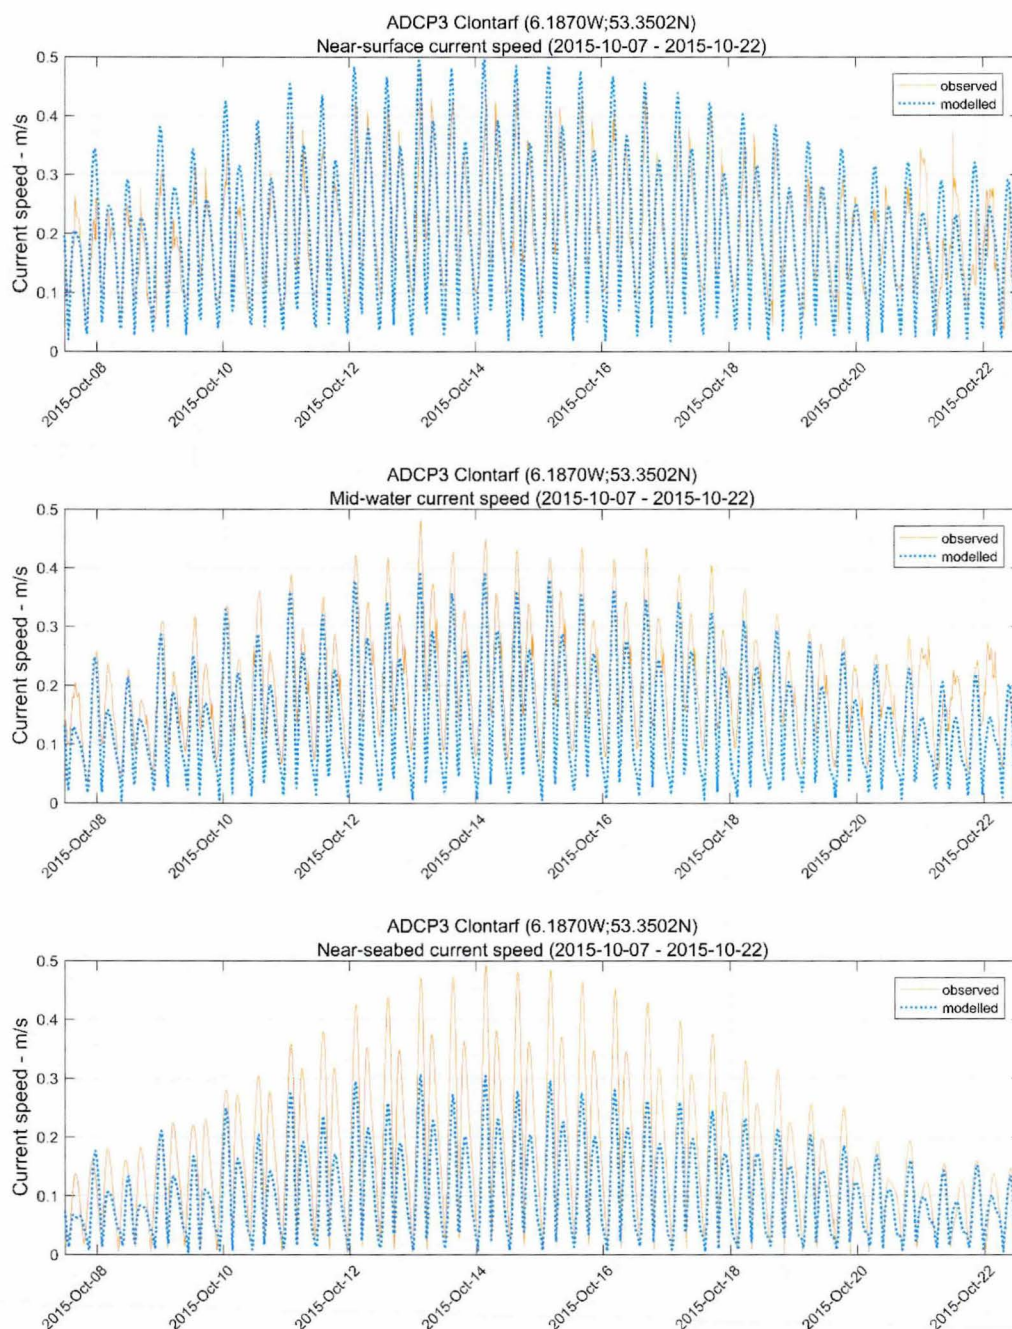 ADCP3 Clontarf (6.1870W;53.3502N)
Near-surface current speed (2015-10-07 - 2015-10-22)
0.5
0.4
0.3
0.2
0.1
0
Current speed - m/s
observed
modelled
2015-Oct-08
2015-Oct-10
2015-Oct-12
2015-Oct-14
2015-Oct-16
2015-Oct-18
2015-Oct-20
2015-Oct-22
ADCP3 Clontarf (6.1870W;53.3502N)
Mid-water current speed (2015-10-07 - 2015-10-22)
0.5
0.4
0.3
0.2
0.1
0
Current speed - m/s
observed
modelled
2015-Oct-08
2015-Oct-10
2015-Oct-12
2015-Oct-14
2015-Oct-16
2015-Oct-18
2015-Oct-20
2015-Oct-22
ADCP3 Clontarf (6.1870W;53.3502N)
Near-seabed current speed (2015-10-07 - 2015-10-22)
0.5
0.4
0.3
0.2
0.1
0
Current speed - m/s
observed
modelled
2015-Oct-08
2015-Oct-10
2015-Oct-12
2015-Oct-14
2015-Oct-16
2015-Oct-18
2015-Oct-20
2015-Oct-22